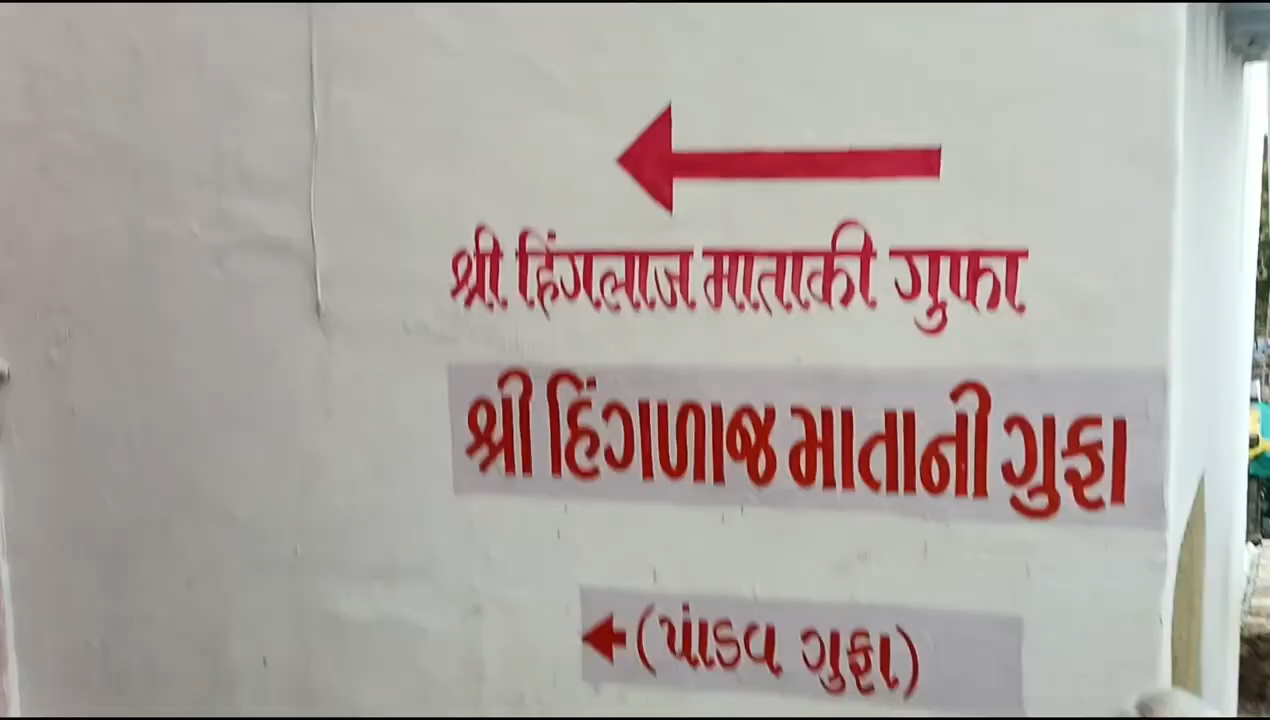 श्री हिंगलाज माताकी गुफा
શ્રી હિંગળાજ માતાની ગુફા
(પાંડવ ગુફા)